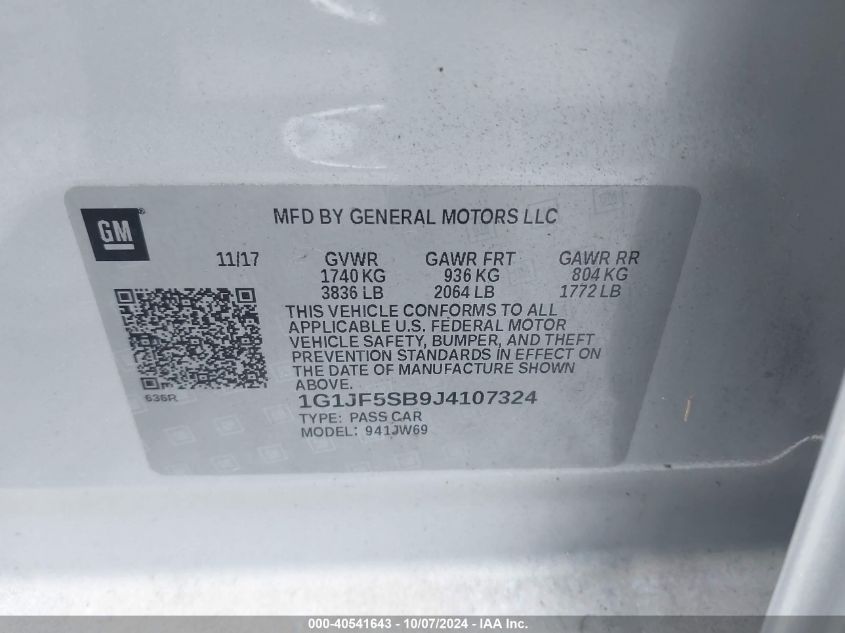 GM®
MFD BY GENERAL MOTORS LLC
11/17 GVWR GAWR FRT GAWR RR
1740 KG 936 KG 804 KG
3836 LB 2064 LB 1772 LB
THIS VEHICLE CONFORMS TO ALL
APPLICABLE U.S. FEDERAL MOTOR
VEHICLE SAFETY, BUMPER, AND THEFT
PREVENTION STANDARDS IN EFFECT ON
THE DATE OF MANUFACTURE SHOWN
ABOVE.
636R
1G1JF5SB9J4107324
TYPE: PASS CAR
MODEL: 941JW69
000-40541643 - 10/07/2024 - IAA Inc.